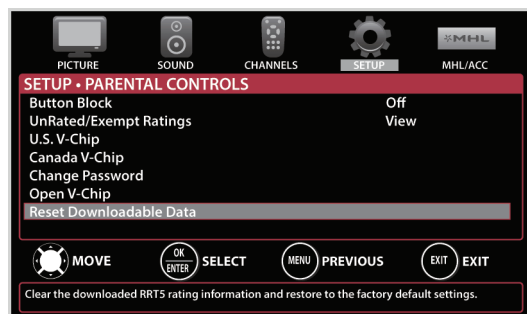 MHL
PICTURE SOUND CHANNELS SETUP MHL/ACC
SETUP • PARENTAL CONTROLS
Button Block Off
UnRated/Exempt Ratings View
U.S. V-Chip
Canada V-Chip
Change Password
Open V-Chip
Reset Downloadable Data
MOVE OK ENTER SELECT MENU PREVIOUS EXIT EXIT
Clear the downloaded RRT5 rating information and restore to the factory default settings.